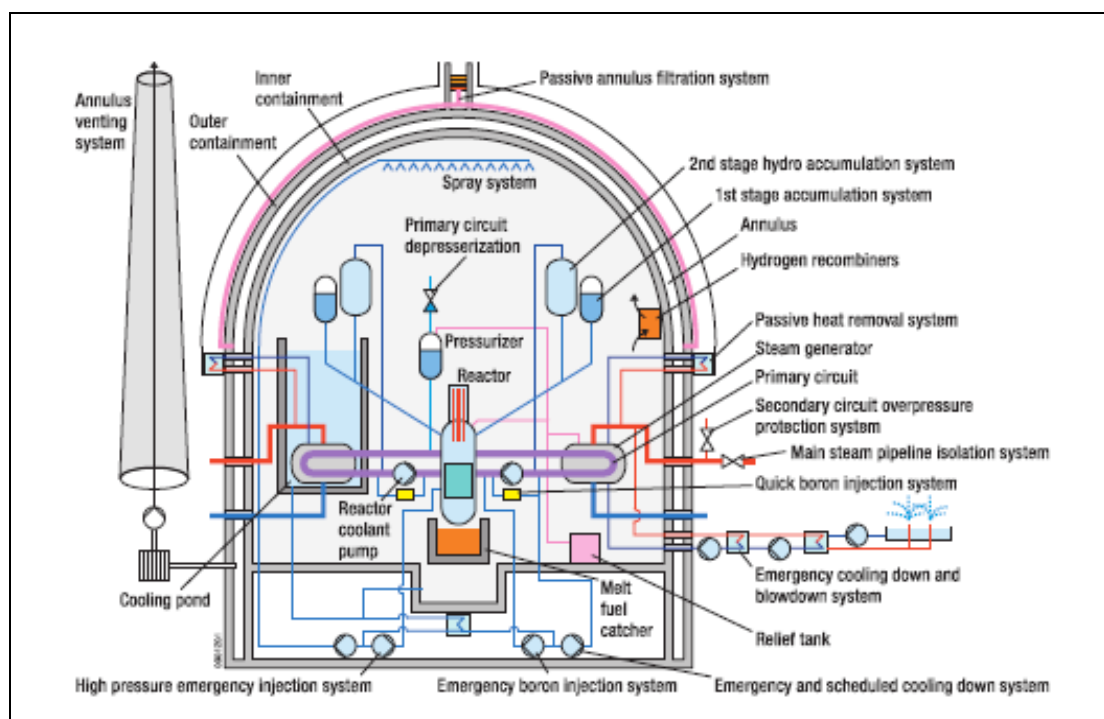 Annulus
venting
system
Inner
containment
Outer
containment
Passive annulus filtration system
Spray system
2nd stage hydro accumulation system
1st stage accumulation system
Primary circuit
depresserization
Annulus
Hydrogen recombiners
Pressurizer
Passive heat removal system
Reactor
Steam generator
Primary circuit
Secondary circuit overpressure
protection system
Main steam pipeline isolation system
Quick boron injection system
Reactor
coolant
pump
Cooling pond
Melt
fuel
catcher
Emergency cooling down and
blowdown system
Relief tank
High pressure emergency injection system
Emergency boron injection system
Emergency and scheduled cooling down system